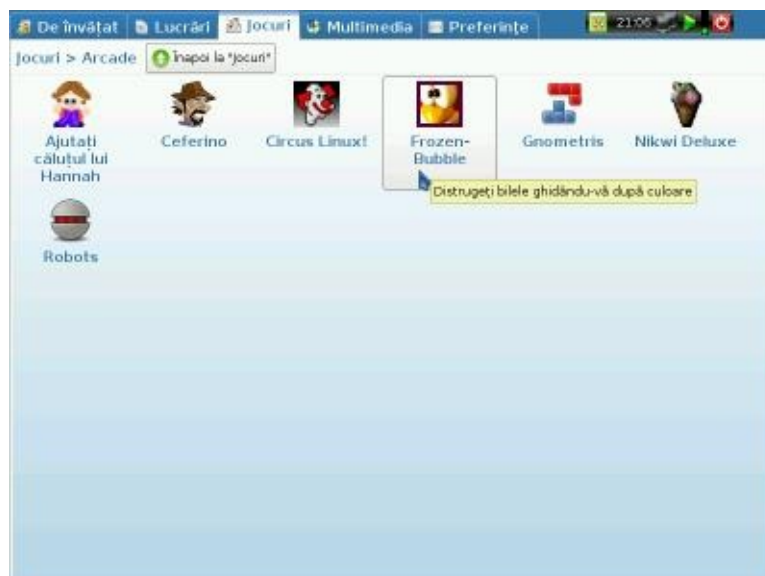 De învățat Lucrări Jocuri Multimedia Preferințe 21:05
Jocuri > Arcade Înapoi la "Jocuri"
Ajutați Ceferino Circus Linux! Frozen- Gnometris Nikwi Deluxe
căluțul lui Bubble
Hannah
Distrugeți bilele ghidându-vă după culoare
Robots